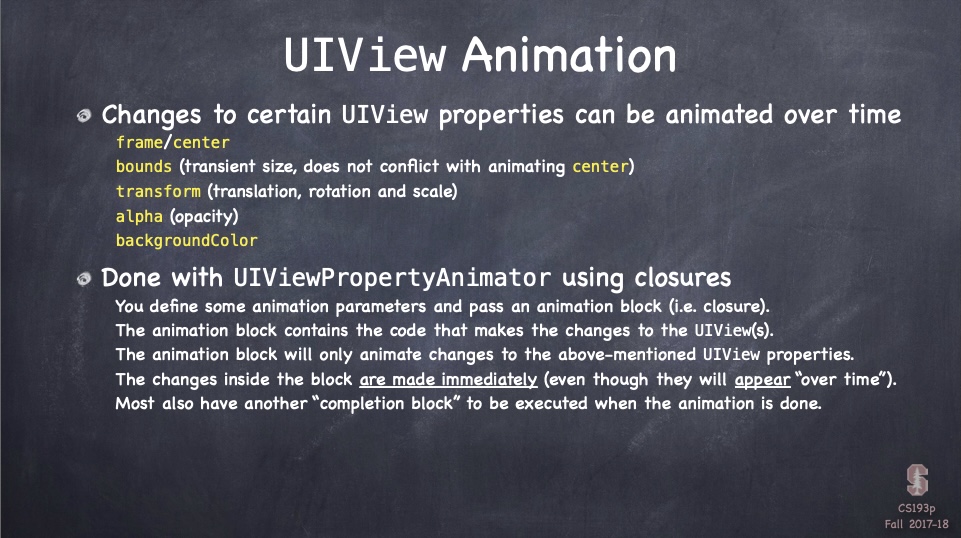 UIView Animation
Changes to certain UIView properties can be animated over time
frame/center
bounds (transient size, does not conflict with animating center)
transform (translation, rotation and scale)
alpha (opacity)
backgroundColor
Done with UIViewPropertyAnimator using closures
You define some animation parameters and pass an animation block (i.e. closure).
The animation block contains the code that makes the changes to the UIView(s).
The animation block will only animate changes to the above-mentioned UIView properties.
The changes inside the block are made immediately (even though they will appear “over time”).
Most also have another “completion block” to be executed when the animation is done.
CS193p
Fall 2017-18